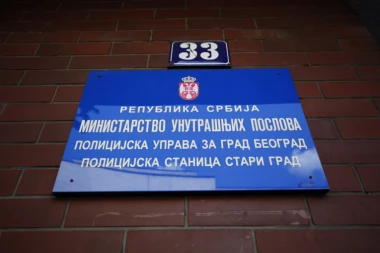 33
РЕПУБЛИКА СРБИЈА
МИНИСТАРСТВО УНУТРАШЊИХ ПОСЛОВА
ПОЛИЦИЈСКА УПРАВА ЗА ГРАД БЕОГРАД
ПОЛИЦИЈСКА СТАНИЦА СТАРИ ГРАД